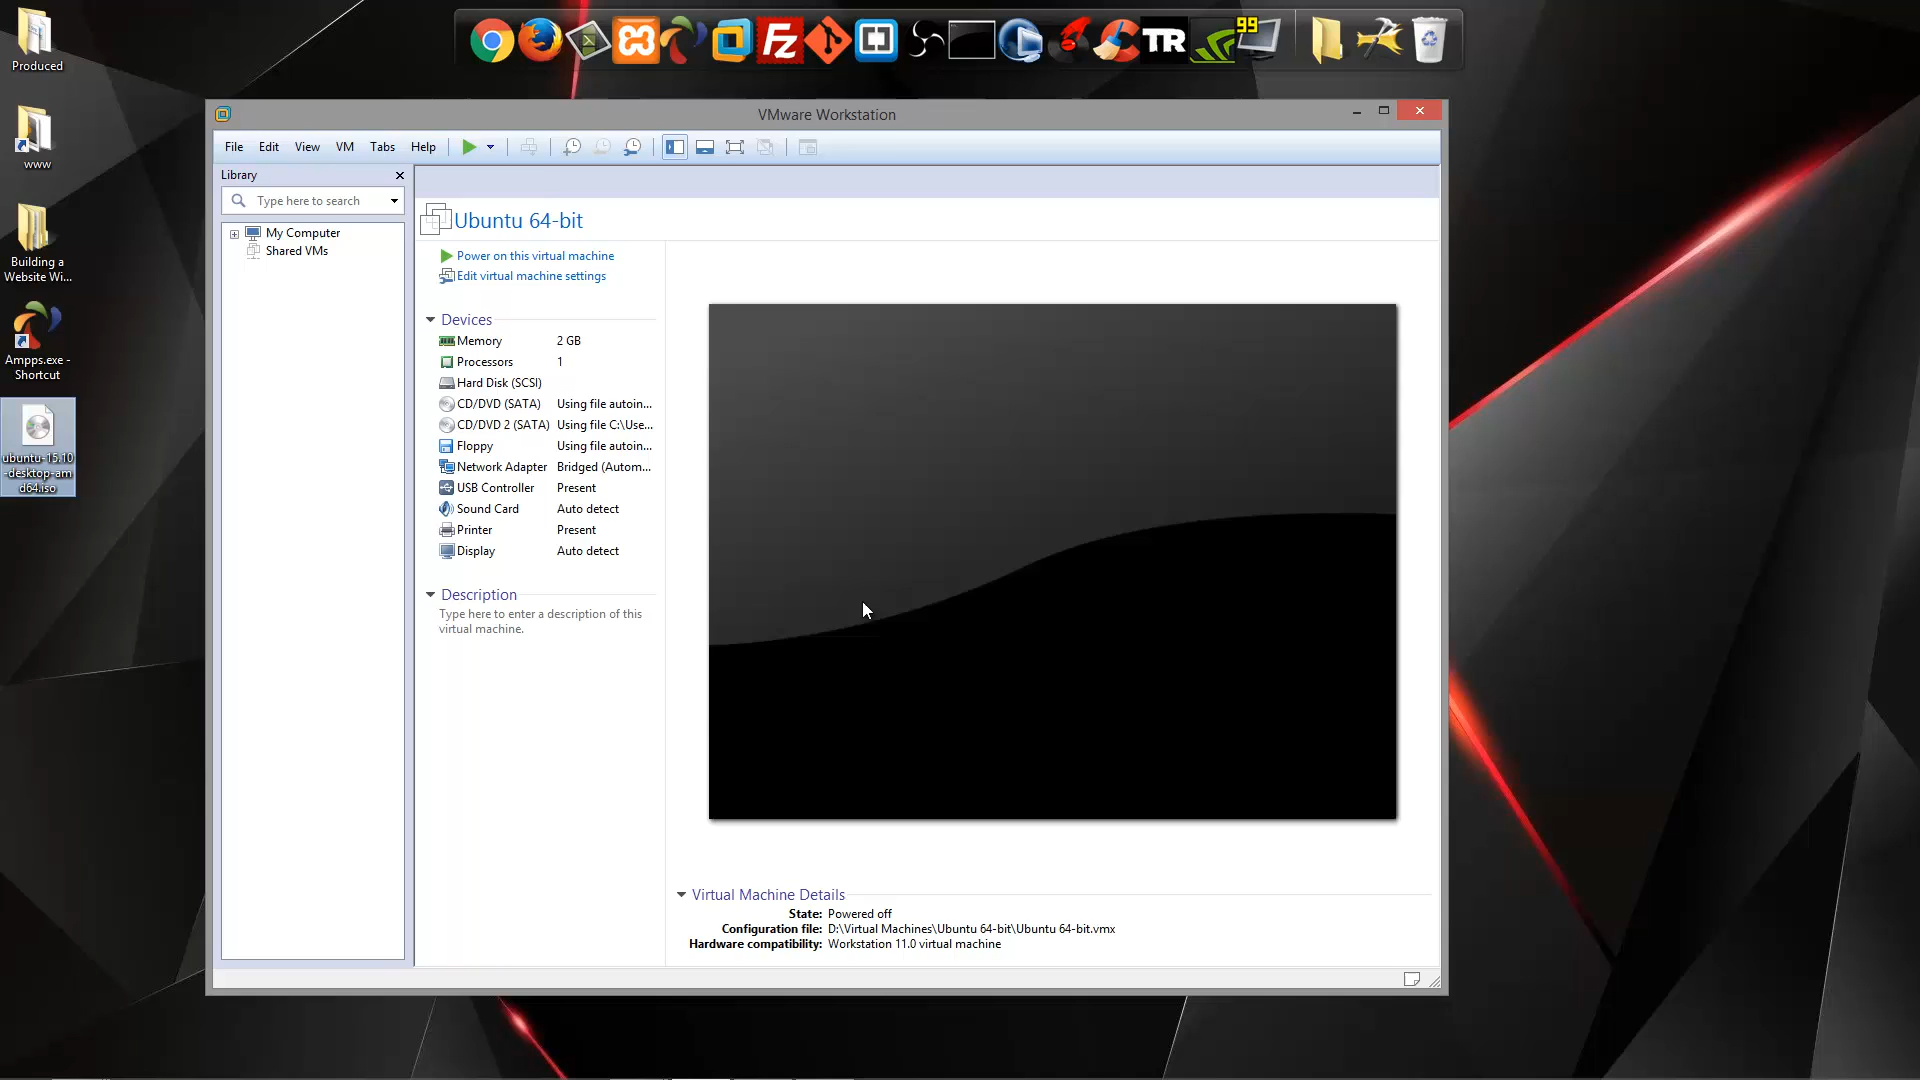 Produced
www
Building a
Website Wi...
Ampps.exe -
Shortcut
ubuntu-15.10
-desktop-am
d64.iso
Fz
TR
99
VMware Workstation
File Edit View VM Tabs Help
Library
Type here to search
My Computer
Shared VMs
Ubuntu 64-bit
Power on this virtual machine
Edit virtual machine settings
Devices
Memory 2 GB
Processors 1
Hard Disk (SCSI)
CD/DVD (SATA) Using file autoin...
CD/DVD 2 (SATA) Using file C:\Use...
Floppy Using file autoin...
Network Adapter Bridged (Autom...
USB Controller Present
Sound Card Auto detect
Printer Present
Display Auto detect
Description
Type here to enter a description of this
virtual machine.
Virtual Machine Details
State: Powered off
Configuration file: D:\Virtual Machines\Ubuntu 64-bit\Ubuntu 64-bit.vmx
Hardware compatibility: Workstation 11.0 virtual machine